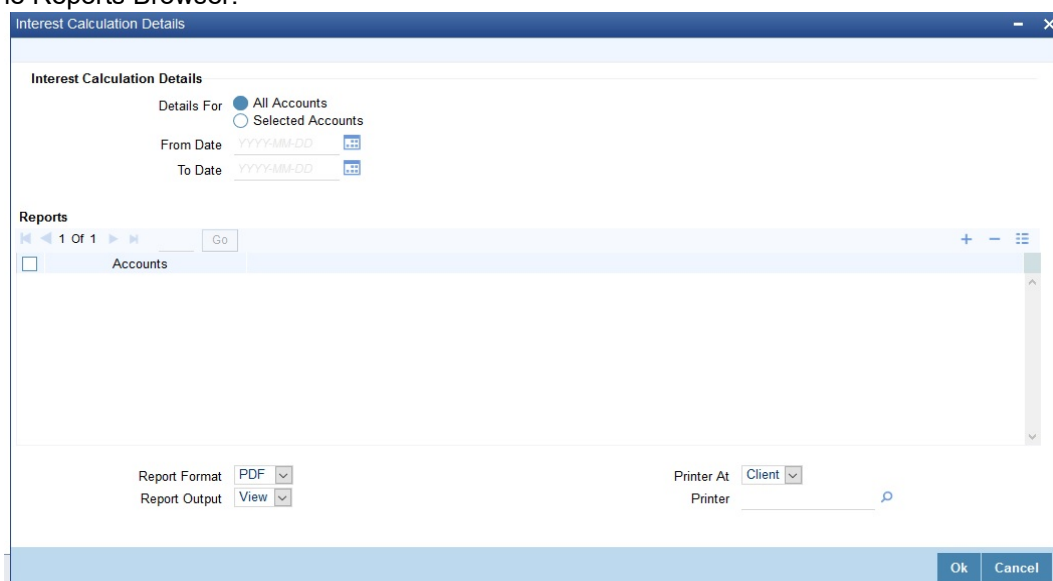 Reports Browser.
Interest Calculation Details
Interest Calculation Details
Details For All Accounts
Selected Accounts
From Date YYYY-MM-DD
To Date YYYY-MM-DD
Reports
1 Of 1 Go
Accounts
Report Format PDF Printer At Client
Report Output View Printer
Ok Cancel